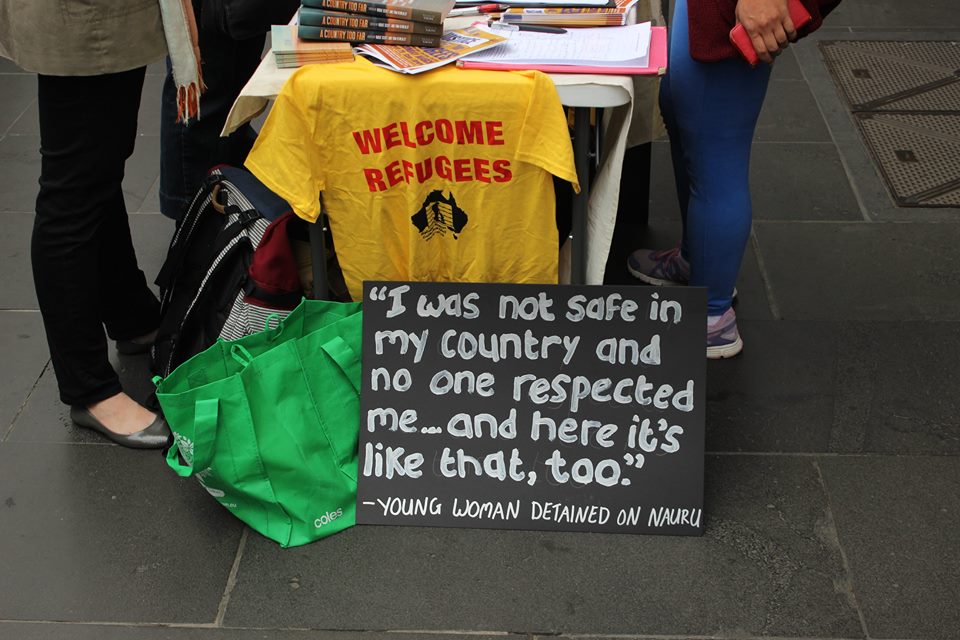 A COUNTRY TOO FAR
A COUNTRY TOO FAR
A COUNTRY TOO FAR
WELCOME
REFUGEES
"I was not safe in
my country and
no one respected
me...and here it's
like that, too."
-YOUNG WOMAN DETAINED ON NAURU
coles